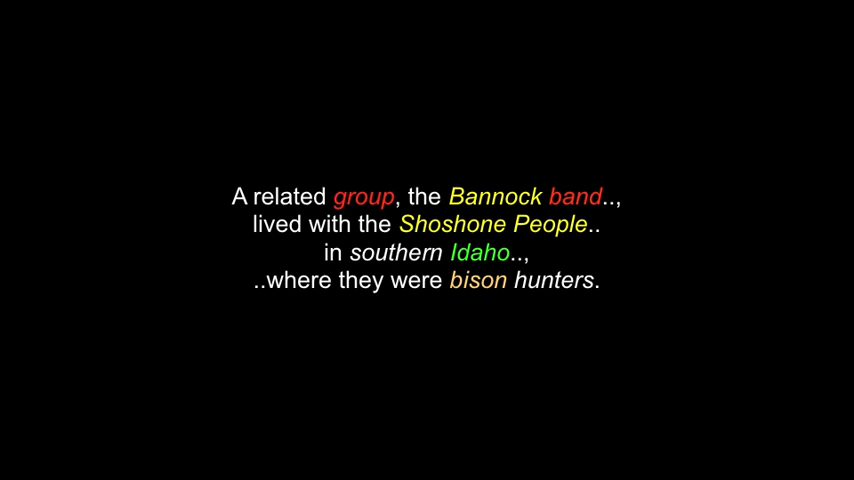 A related group, the Bannock band..,
lived with the Shoshone People..
in southern Idaho..,
..where they were bison hunters.